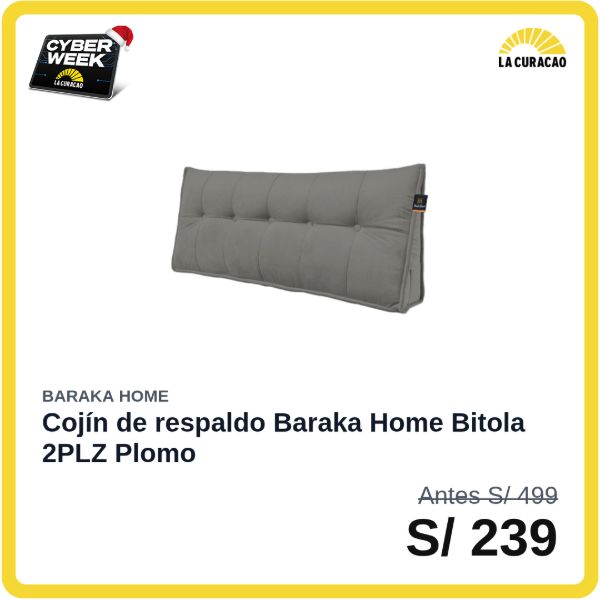 CYBER
WEEK
LA CURACAO
LA CURACAO
BARAKA HOME
Cojín de respaldo Baraka Home Bitola
2PLZ Plomo
Antes S/ 499
S/ 239